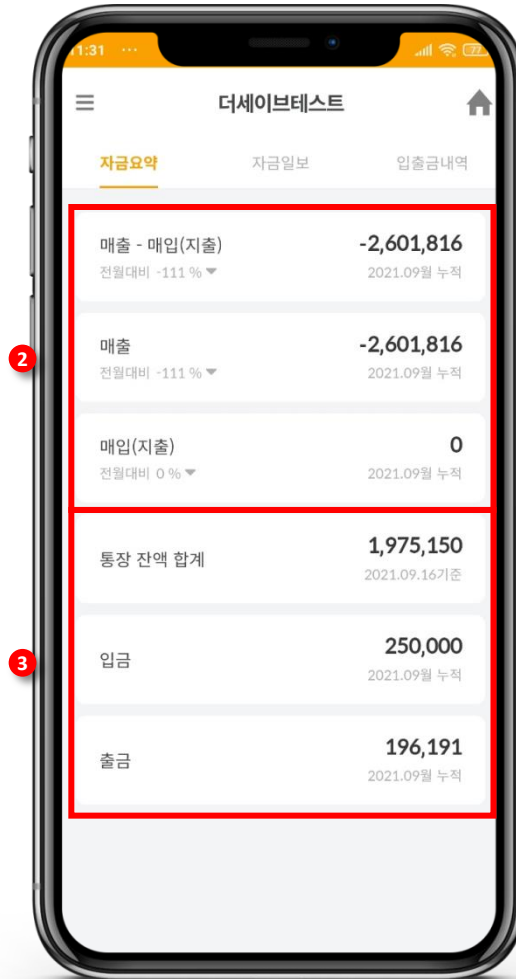 11:31 ... 77
더세이브테스트
자금요약 자금일보 입출금내역
매출 - 매입(지출) -2,601,816
전월대비 -111 % 2021.09월 누적
2
매출 -2,601,816
전월대비 -111 % 2021.09월 누적
매입(지출) 0
전월대비 0 % 2021.09월 누적
통장 잔액 합계 1,975,150
2021.09.16기준
3
입금 250,000
2021.09월 누적
출금 196,191
2021.09월 누적